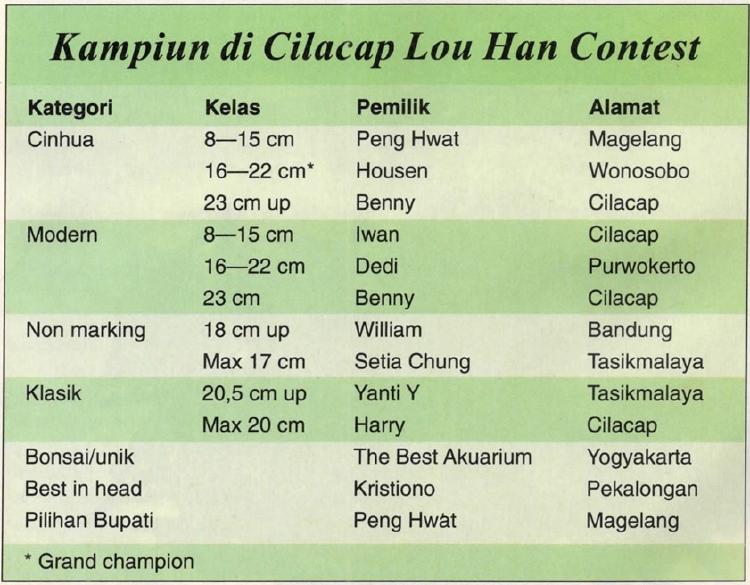 Kampiun di Cilacap Lou Han Contest
Kategori Kelas Pemilik Alamat
Cinhua 8—15 cm Peng Hwat Magelang
16—22 cm* Housen Wonosobo
23 cm up Benny Cilacap
Modern 8—15 cm Iwan Cilacap
16—22 cm Dedi Purwokerto
23 cm Benny Cilacap
Non marking 18 cm up William Bandung
Max 17 cm Setia Chung Tasikmalaya
Klasik 20,5 cm up Yanti Y Tasikmalaya
Max 20 cm Harry Cilacap
Bonsai/unik The Best Akuarium Yogyakarta
Best in head Kristiono Pekalongan
Pilihan Bupati Peng Hwat Magelang
* Grand champion